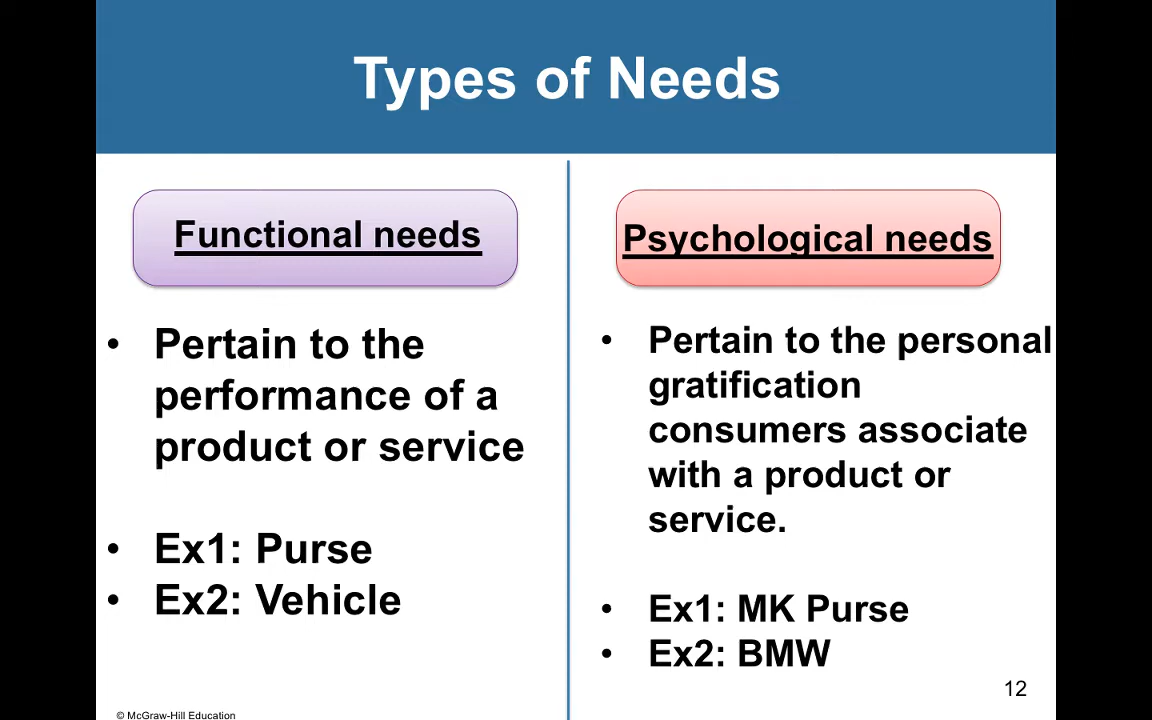 Types of Needs
Functional needs
• Pertain to the
performance of a
product or service
• Ex1: Purse
• Ex2: Vehicle
Psychological needs
• Pertain to the personal
gratification
consumers associate
with a product or
service.
• Ex1: MK Purse
• Ex2: BMW
12
© McGraw-Hill Education